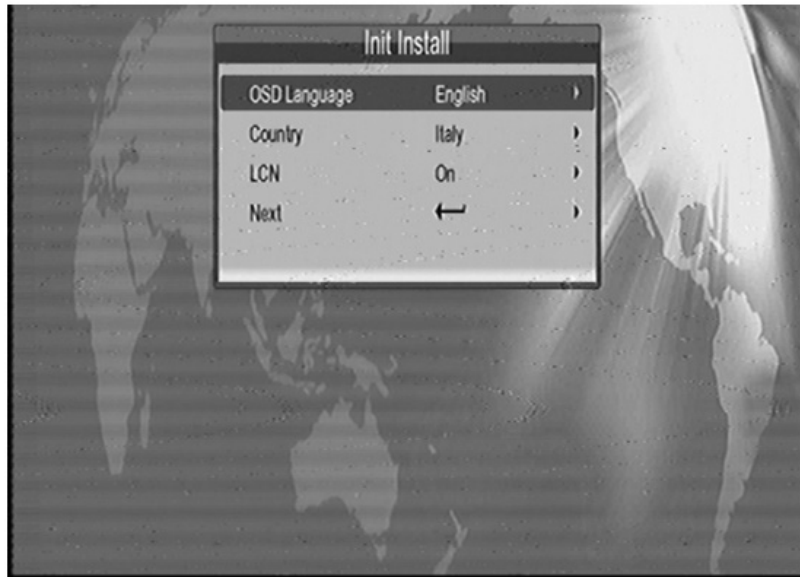 Init Install
OSD Language English
Country Italy
LCN On
Next